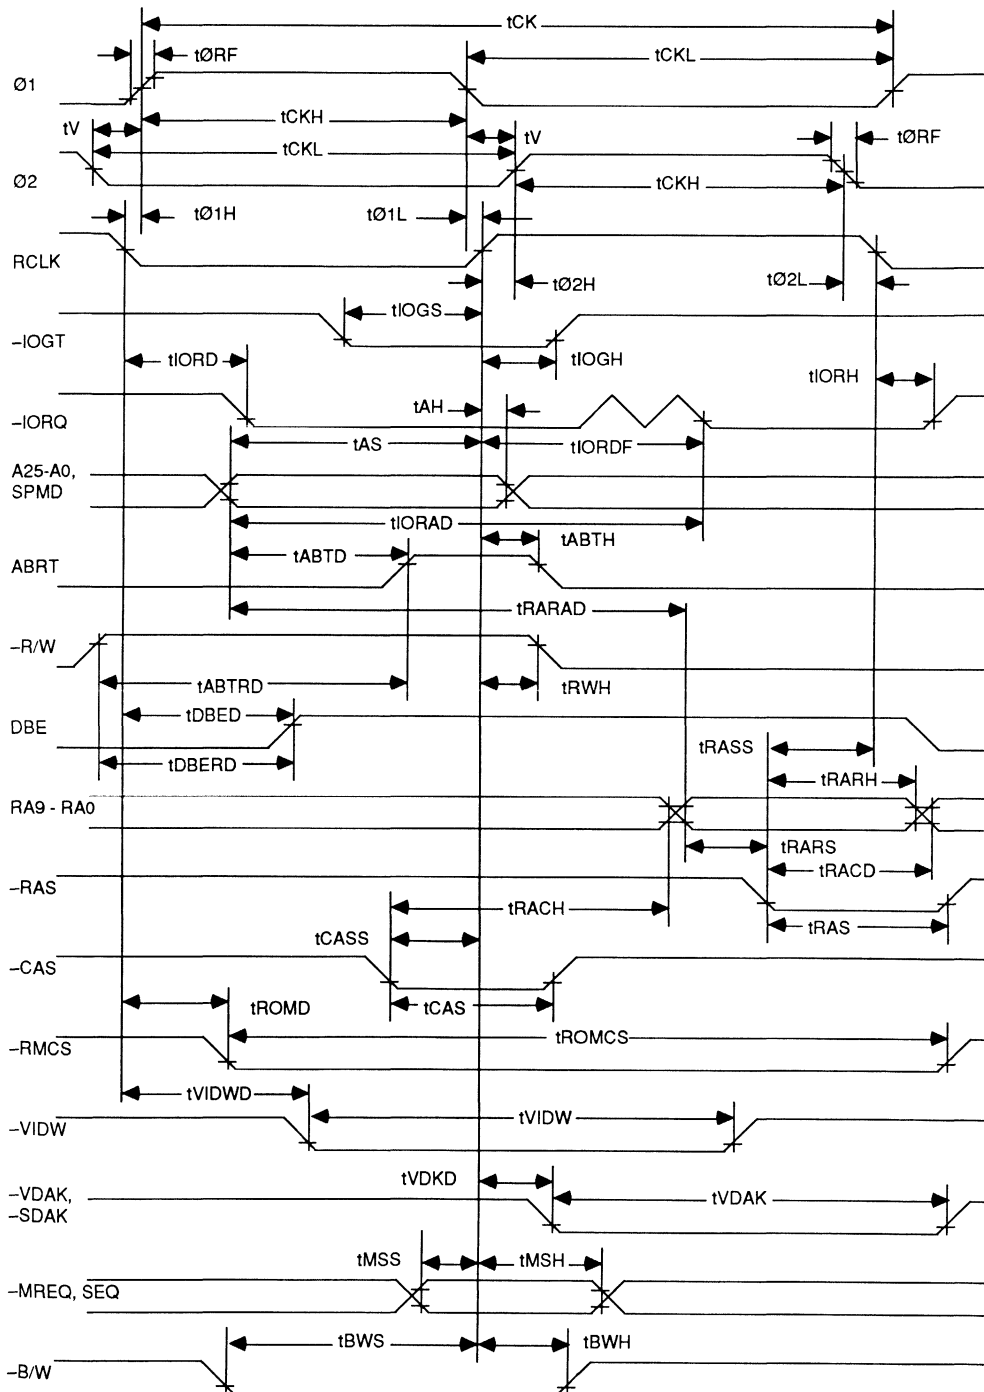 tCK
tØRF
tCKL
Ø1
tCKH
tV
tV
tØRF
tCKL
Ø2
tCKH
tØ1H
tØ1L
RCLK
tØ2H
tØ2L
tIOGS
–IOGT
tIORD
tIOGH
tIORH
tAH
–IORQ
tAS
tIORDF
A25-A0,
SPMD
tIORAD
tABTH
tABTD
ABRT
tRARAD
–R/W
tABTRD
tRWH
tDBED
DBE
tRASS
tDBERD
tRARH
RA9 - RA0
tRARS
tRACD
–RAS
tRACH
tRAS
tCASS
–CAS
tROMD
tCAS
tROMCS
–RMCS
tVIDWD
tVIDW
–VIDW
tVDKD
–VDAK,
–SDAK
tVDAK
tMSS
tMSH
–MREQ, SEQ
tBWS
tBWH
–B/W